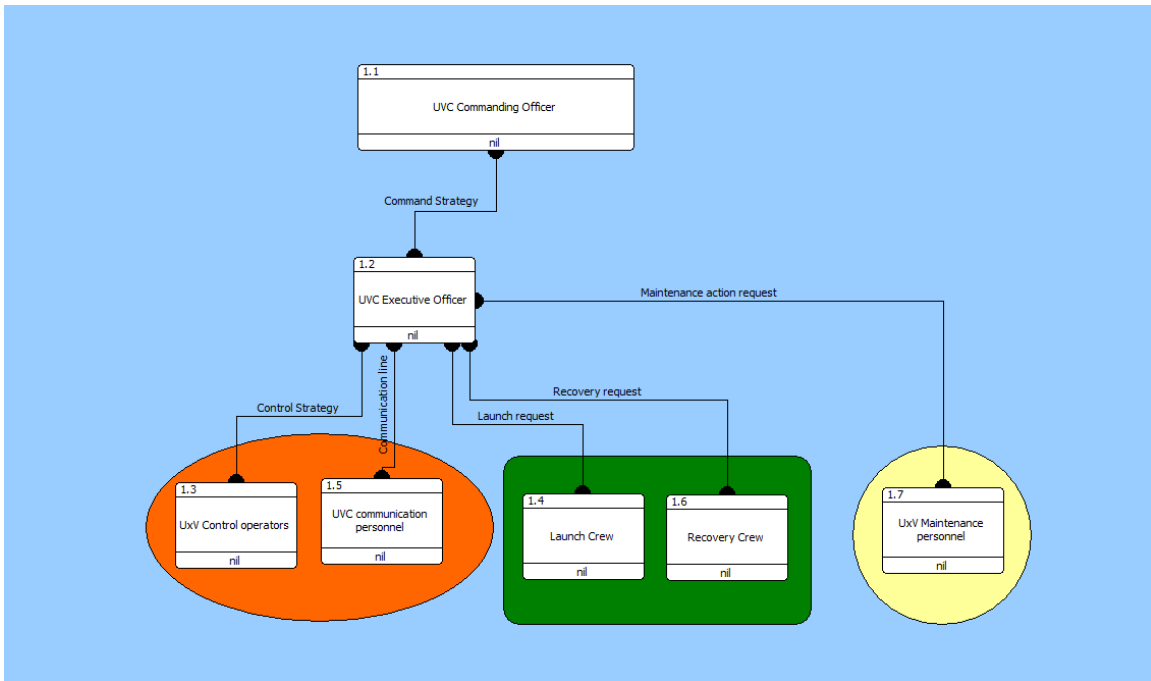 1.1
UVC Commanding Officer
nil
Command Strategy
1.2
UVC Executive Officer
nil
Maintenance action request
Communication line
Recovery request
Control Strategy
Launch request
1.3
UxV Control operators
nil
1.5
UVC communication
personnel
nil
1.4
Launch Crew
nil
1.6
Recovery Crew
nil
1.7
UxV Maintenance
personnel
nil